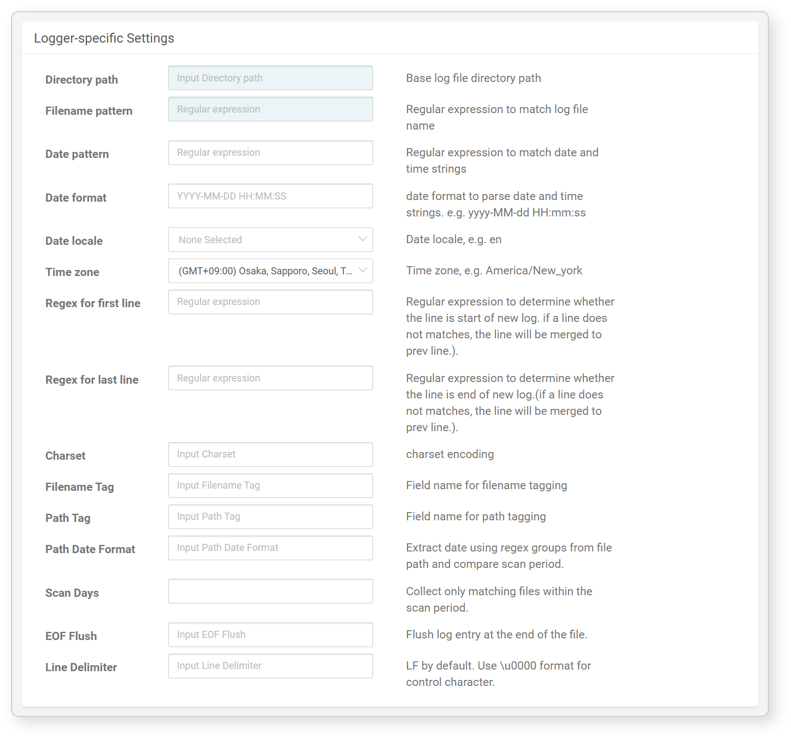 Logger-specific Settings
Directory path
Input Directory path
Base log file directory path
Filename pattern
Regular expression
Regular expression to match log file
name
Date pattern
Regular expression
Regular expression to match date and
time strings
Date format
YYYY-MM-DD HH:MM:SS
date format to parse date and time
strings. e.g. yyyy-MM-dd HH:mm:ss
Date locale
None Selected
Date locale, e.g. en
Time zone
(GMT+09:00) Osaka, Sapporo, Seoul, T...
Time zone, e.g. America/New_york
Regex for first line
Regular expression
Regular expression to determine whether
the line is start of new log. if a line does
not matches, the line will be merged to
prev line.).
Regex for last line
Regular expression
Regular expression to determine whether
the line is end of new log.(if a line does
not matches, the line will be merged to
prev line.).
Charset
Input Charset
charset encoding
Filename Tag
Input Filename Tag
Field name for filename tagging
Path Tag
Input Path Tag
Field name for path tagging
Path Date Format
Input Path Date Format
Extract date using regex groups from file
path and compare scan period.
Scan Days
Collect only matching files within the
scan period.
EOF Flush
Input EOF Flush
Flush log entry at the end of the file.
Line Delimiter
Input Line Delimiter
LF by default. Use \u0000 format for
control character.